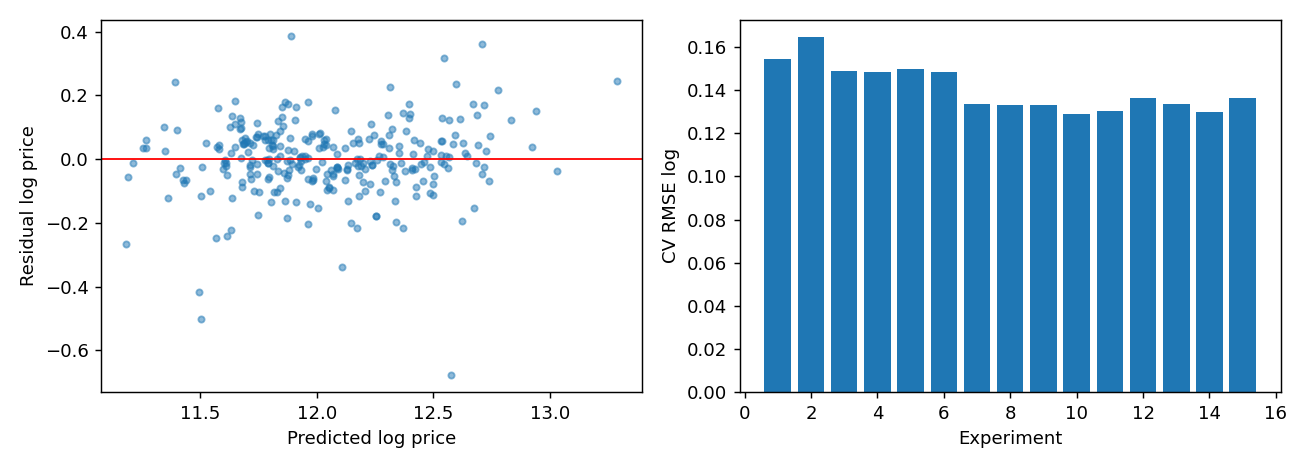 0.4
0.2
0.0
−0.2
−0.4
−0.6
Residual log price
11.5 12.0 12.5 13.0
Predicted log price
0.16
0.14
0.12
0.10
0.08
0.06
0.04
0.02
0.00
CV RMSE log
0 2 4 6 8 10 12 14 16
Experiment